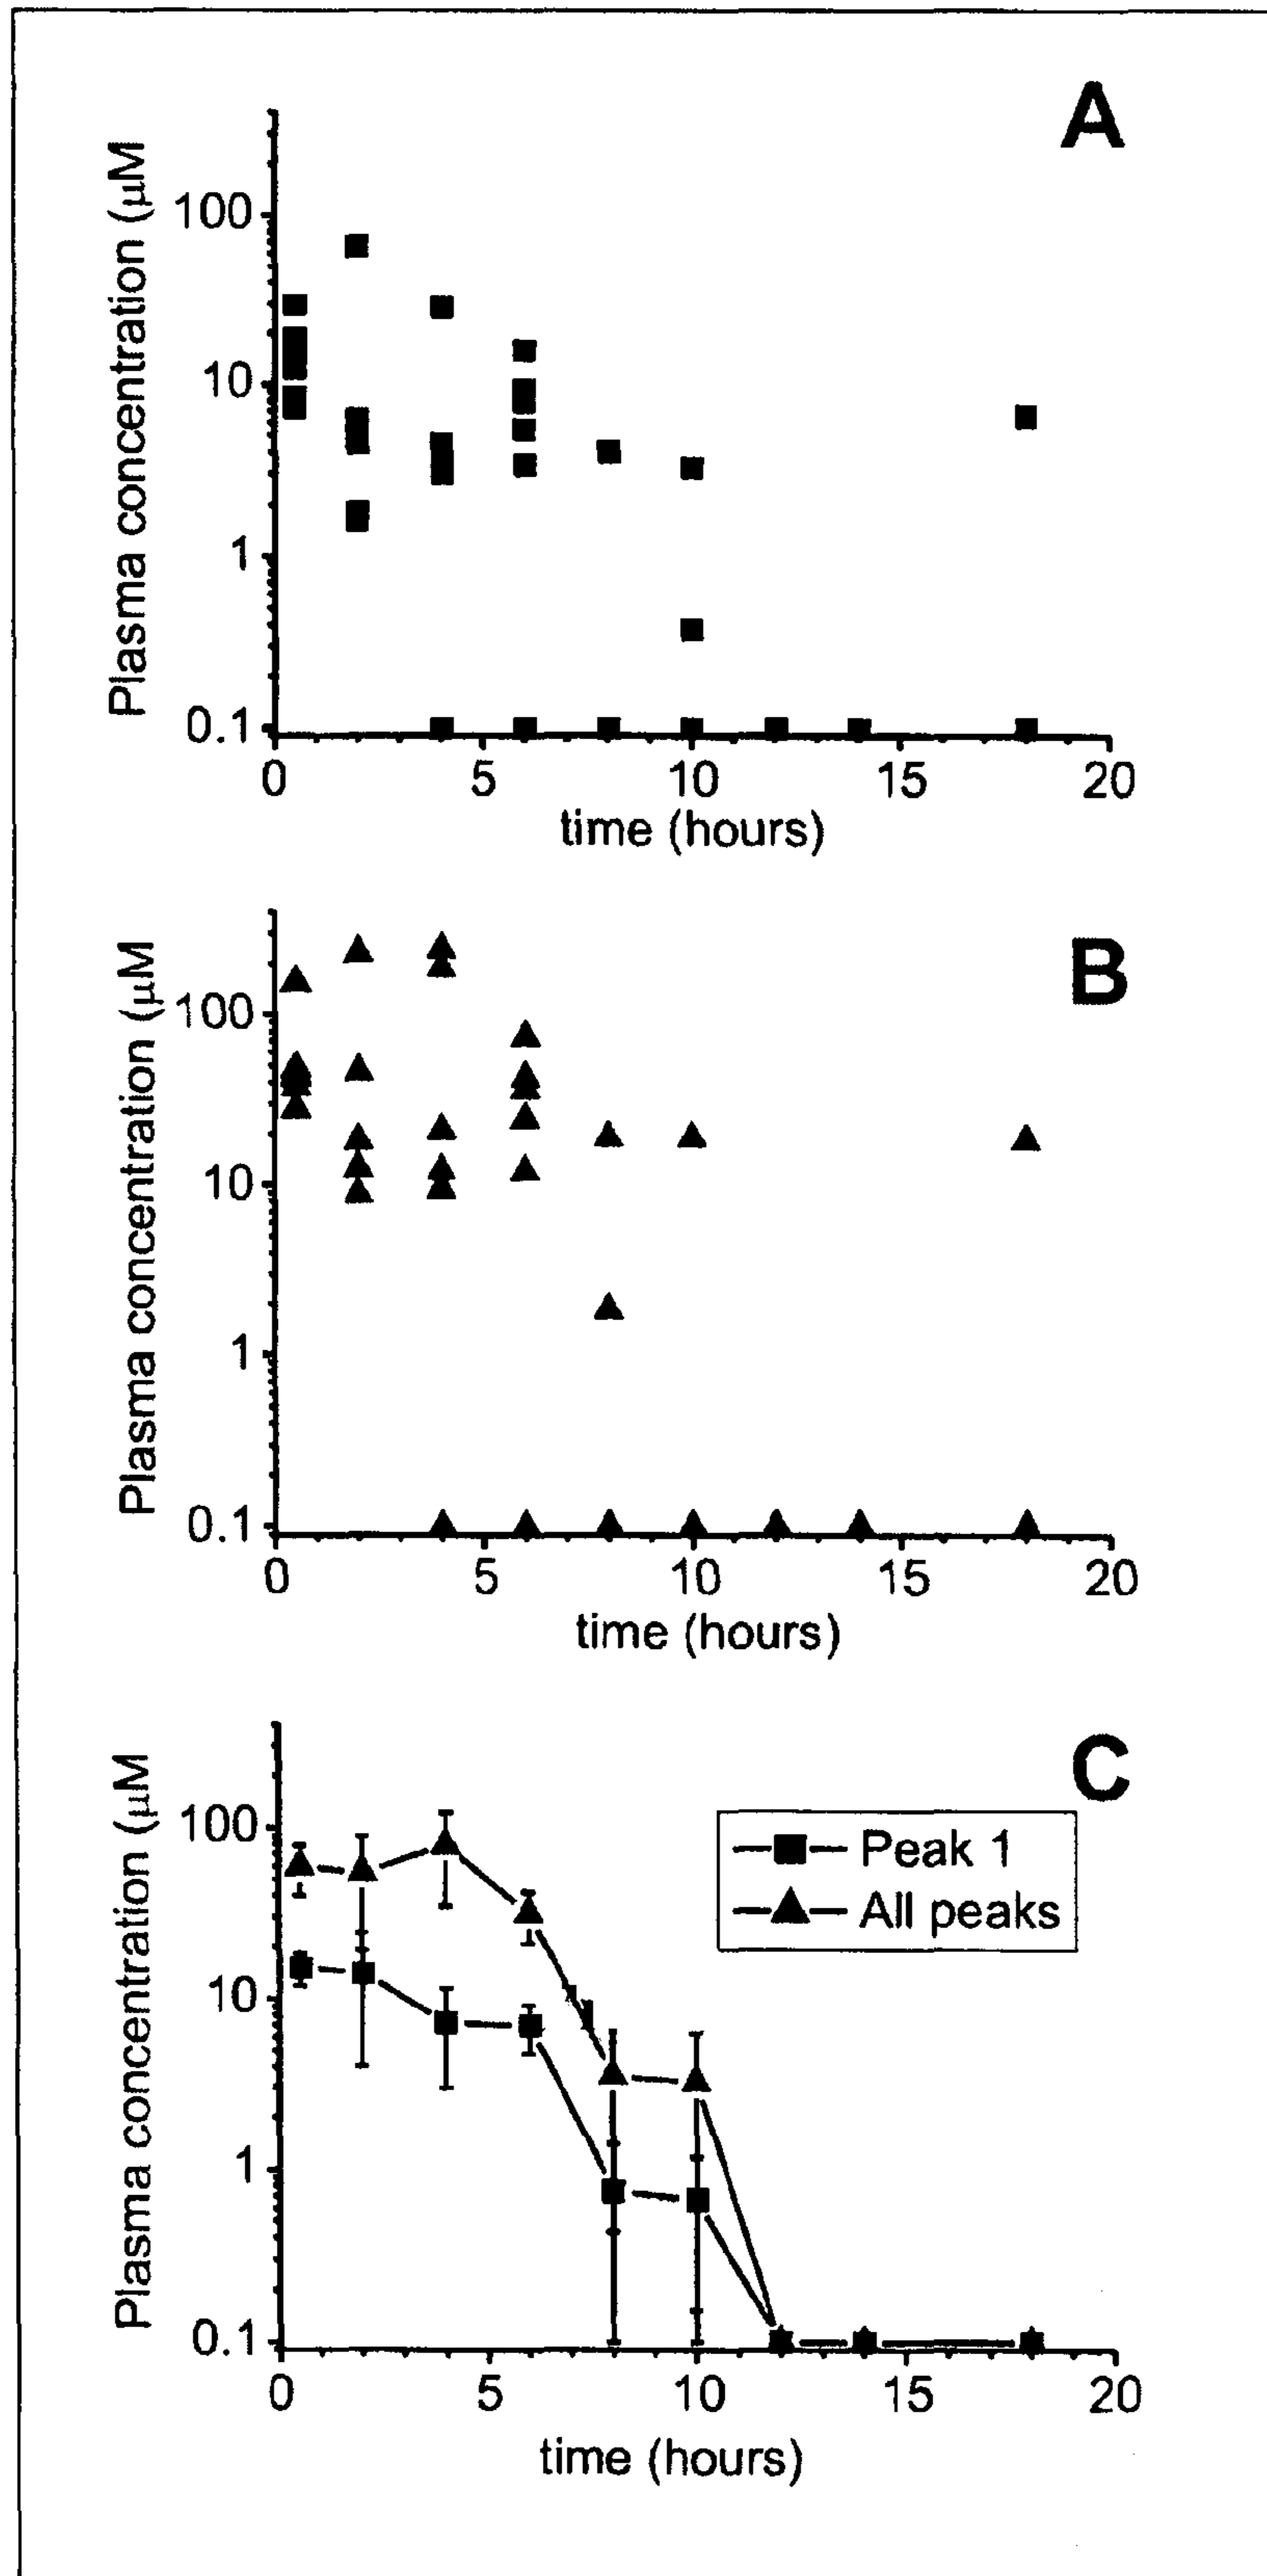 A
Plasma concentration (µM
100
10
1
0.1
0 5 10 15 20
time (hours)
B
Plasma concentration (µM
100
10
1
0.1
0 5 10 15 20
time (hours)
C
Plasma concentration (µM
100
10
1
0.1
Peak 1
All peaks
0 5 10 15 20
time (hours)